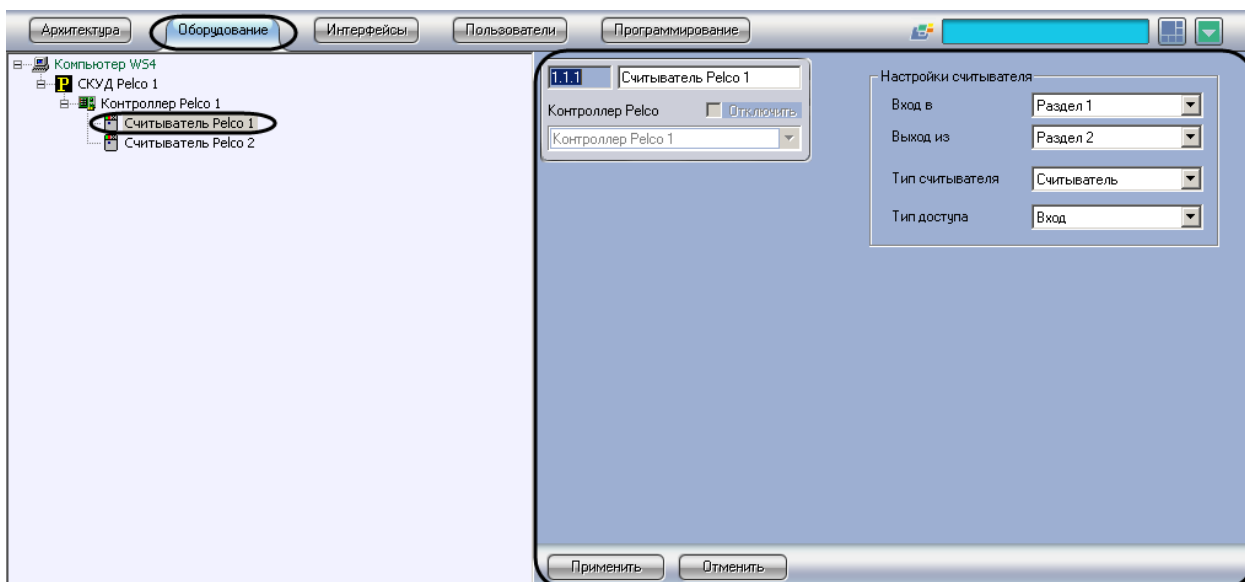 Архитектура Оборудование Интерфейсы Пользователи Программирование
Компьютер WS4
P СКУД Pelco 1
Контроллер Pelco 1
Считыватель Pelco 1
Считыватель Pelco 2
1.1.1 Считыватель Pelco 1
Контроллер Pelco Отключить
Контроллер Pelco 1
Настройки считывателя
Вход в Раздел 1
Выход из Раздел 2
Тип считывателя Считыватель
Тип доступа Вход
Применить Отменить